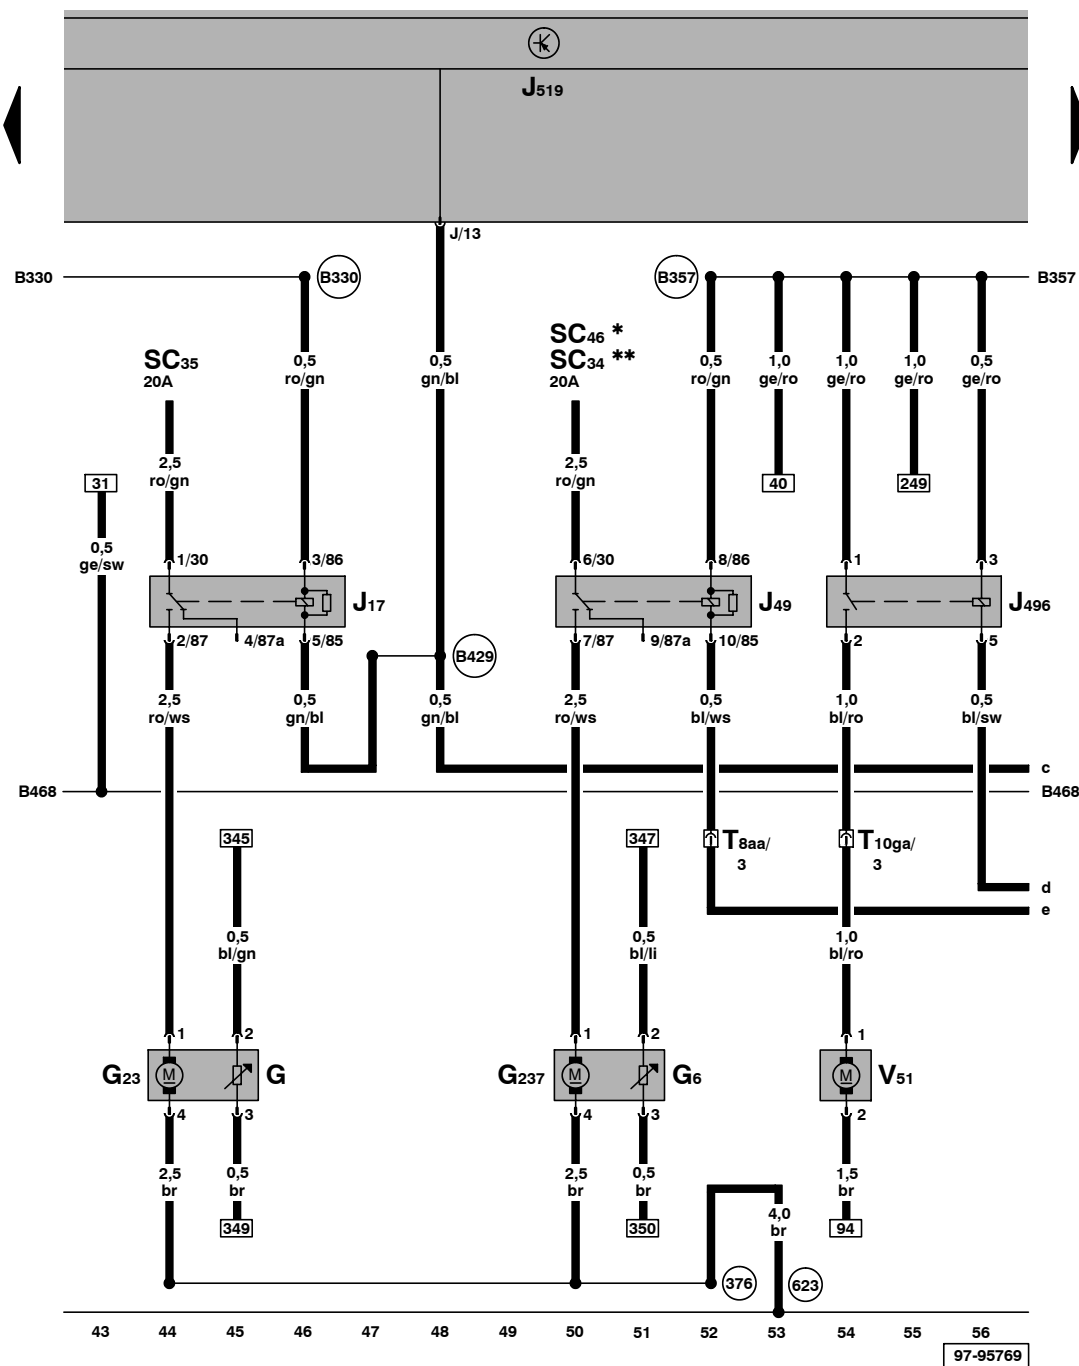 J519
J/13
B330
B330
B357
B357
SC46 *
SC34 **
20A
SC35
20A
0,5
ro/gn
0,5
gn/bl
0,5
ro/gn
1,0
ge/ro
1,0
ge/ro
1,0
ge/ro
0,5
ge/ro
2,5
ro/gn
2,5
ro/gn
31
40
249
0,5
ge/sw
1/30
3/86
6/30
8/86
1
3
J17
J49
J496
2/87
4/87a
5/85
7/87
9/87a
10/85
2
5
B429
2,5
ro/ws
0,5
gn/bl
0,5
gn/bl
2,5
ro/ws
0,5
bl/ws
1,0
bl/ro
0,5
bl/sw
c
B468
B468
345
347
T8aa/
3
T10ga/
3
d
e
0,5
bl/gn
0,5
bl/li
1,0
bl/ro
1
2
1
2
1
G23
M
G
G237
M
G6
M
V51
4
3
4
3
2
2,5
br
0,5
br
2,5
br
0,5
br
1,5
br
4,0
br
349
350
94
376
623
43
44
45
46
47
48
49
50
51
52
53
54
55
56
97-95769